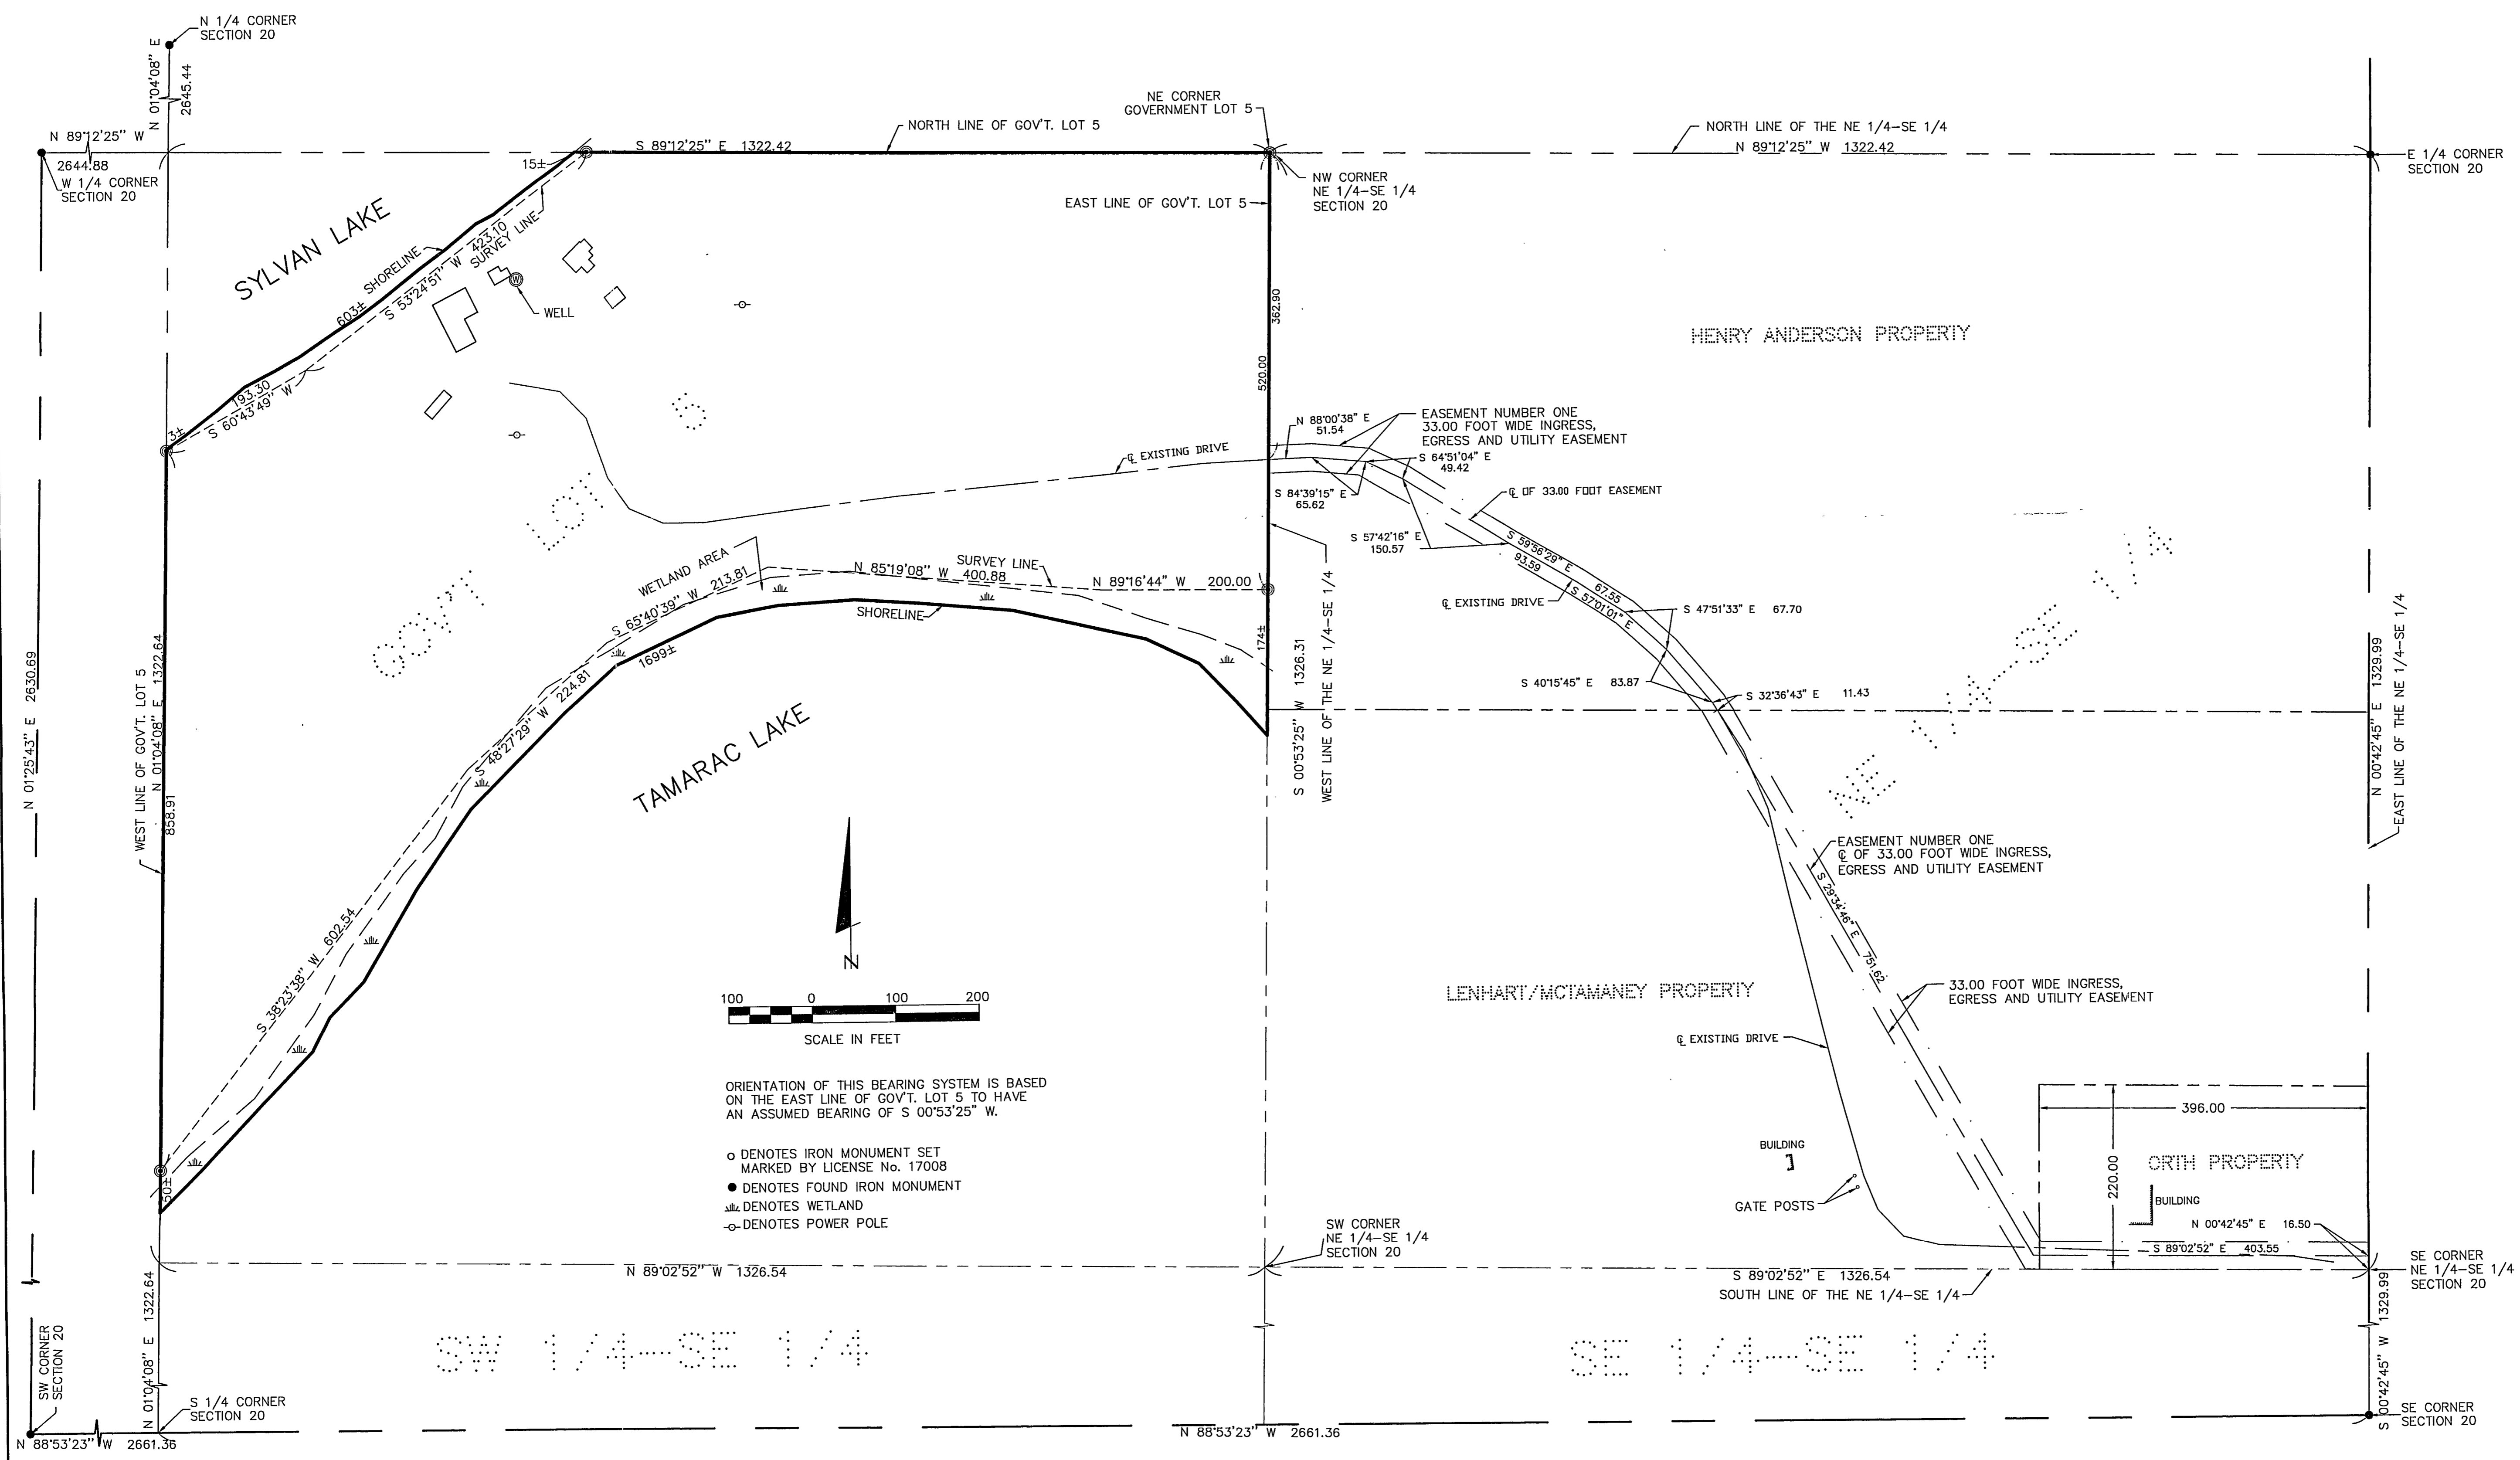 N 1/4 CORNER
SECTION 20
N 01°04'08" E
2645.44
N 89°12'25" W
2644.88
W 1/4 CORNER
SECTION 20
NE CORNER
GOVERNMENT LOT 5
NORTH LINE OF GOV'T. LOT 5
S 89°12'25" E 1322.42
15±
NORTH LINE OF THE NE 1/4-SE 1/4
N 89°12'25" W 1322.42
E 1/4 CORNER
SECTION 20
NW CORNER
NE 1/4-SE 1/4
SECTION 20
EAST LINE OF GOV'T. LOT 5
SYLVAN LAKE
603± SHORELINE
S 53°24'51" W 423.10
SURVEY LINE
W
WELL
193.30
S 60°43'49" W
3±
362.90
520.00
HENRY ANDERSON PROPERTY
GOV'T LOT 5
℄ EXISTING DRIVE
N 88°00'38" E
51.54
EASEMENT NUMBER ONE
33.00 FOOT WIDE INGRESS,
EGRESS AND UTILITY EASEMENT
S 64°51'04" E
49.42
S 84°39'15" E
65.62
℄ OF 33.00 FOOT EASEMENT
S 57°42'16" E
150.57
S 59°56'29" E 67.55
93.59
S 57°01'01" E
℄ EXISTING DRIVE
S 47°51'33" E 67.70
S 40°15'45" E 83.87
S 32°36'43" E 11.43
NE 1/4-SE 1/4
WETLAND AREA
S 65°40'39" W 213.81
N 85°19'08" W 400.88
SURVEY LINE
N 89°16'44" W 200.00
SHORELINE
174±
1699±
S 48°27'29" W 224.81
TAMARAC LAKE
S 00°53'25" W 1326.31
WEST LINE OF THE NE 1/4-SE 1/4
N 01°25'43" E 2630.69
WEST LINE OF GOV'T. LOT 5
N 01°04'08" E 1322.64
858.91
N 00°42'45" E 1329.99
EAST LINE OF THE NE 1/4-SE 1/4
EASEMENT NUMBER ONE
℄ OF 33.00 FOOT WIDE INGRESS,
EGRESS AND UTILITY EASEMENT
S 29°34'46" E 751.62
S 38°23'38" W 602.54
N
100 0 100 200
SCALE IN FEET
LENHART/MCTAMANEY PROPERTY
33.00 FOOT WIDE INGRESS,
EGRESS AND UTILITY EASEMENT
℄ EXISTING DRIVE
ORIENTATION OF THIS BEARING SYSTEM IS BASED
ON THE EAST LINE OF GOV'T. LOT 5 TO HAVE
AN ASSUMED BEARING OF S 00°53'25" W.
DENOTES IRON MONUMENT SET
MARKED BY LICENSE No. 17008
DENOTES FOUND IRON MONUMENT
DENOTES WETLAND
DENOTES POWER POLE
396.00
220.00
BUILDING
ORTH PROPERTY
BUILDING
GATE POSTS
N 00°42'45" E 16.50
S 89°02'52" E 403.55
50±
SW CORNER
NE 1/4-SE 1/4
SECTION 20
SE CORNER
NE 1/4-SE 1/4
SECTION 20
N 89°02'52" W 1326.54
S 89°02'52" E 1326.54
SOUTH LINE OF THE NE 1/4-SE 1/4
N 01°04'08" E 1322.64
S 00°42'45" W 1329.99
SW CORNER
SECTION 20
SW 1/4-SE 1/4
SE 1/4-SE 1/4
S 1/4 CORNER
SECTION 20
SE CORNER
SECTION 20
N 88°53'23" W 2661.36
N 88°53'23" W 2661.36